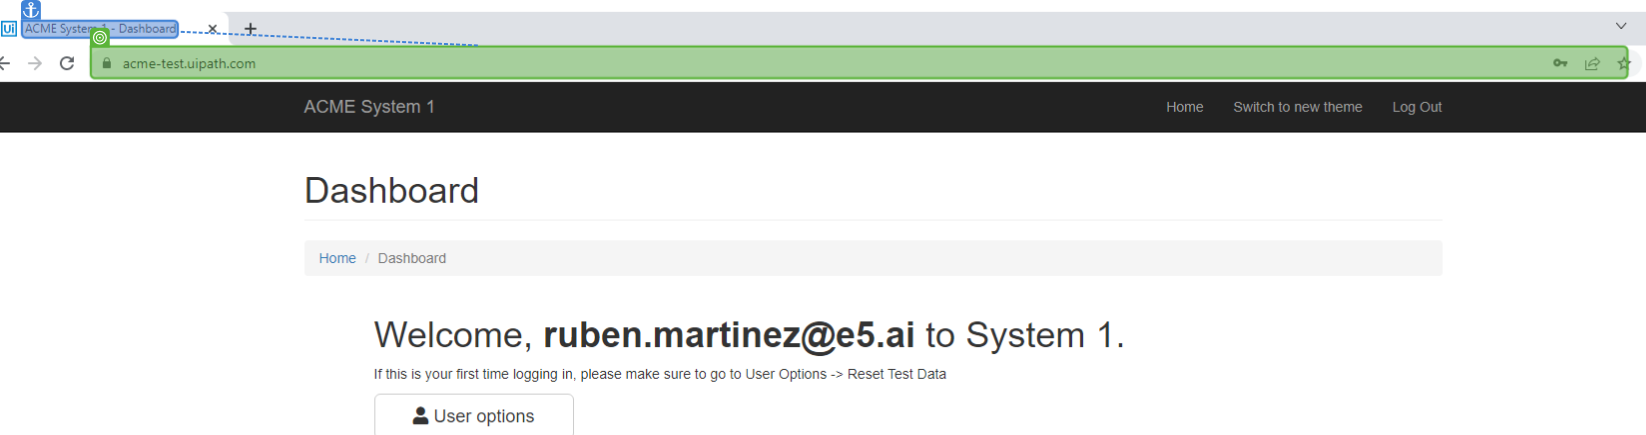 Ui ACME System 1 - Dashboard
acme-test.uipath.com
ACME System 1 Home Switch to new theme Log Out
Dashboard
Home / Dashboard
Welcome, ruben.martinez@e5.ai to System 1.
If this is your first time logging in, please make sure to go to User Options -> Reset Test Data
User options